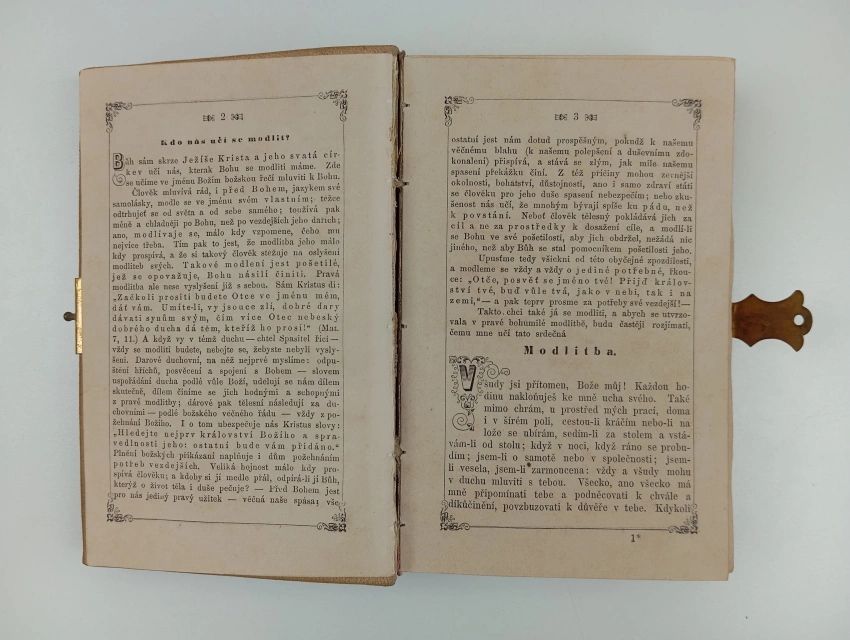 2
Kdo nás učí se modlit?
Bůh sám skrze Ježíše Krista a jeho svatá cír-
kev učí nás, kterak Bohu se modliti máme. Zde
se učíme ve jménu Božím božskou řečí mluviti k Bohu.
Člověk mluvívá rád, i před Bohem, jazykem své
samolásky, modle se ve jménu svém vlastním; těžce
odtrhuješ se od světa a od sebe samého; toužívá pak
méně a chladněji po Bohu, než po vezdejších jeho darech;
ano, modlívaje se, málo kdy vzpomene, čeho mu
nejvíce třeba. Tím pak to jest, že modlitba jeho málo
kdy prospívá, a že si takový člověk stěžuje na oslyšení
modliteb svých. Takové modlení jest pošetilé,
jež se opovažuje, Bohu násilí činiti. Pravá
modlitba ale nese vyslyšení již s sebou. Sám Kristus dí:
„Začkoli prositi budete Otce ve jménu mém,
dáť vám. Umíte-li, vy jsouce zlí, dobré dary
dávati synům svým, čím více Otec nebeský
dobrého ducha dá těm, kteříž ho prosí!“ (Mat.
7, 11.) A když vy v témž duchu — chtěl Spasitel říci —
vždy se modliti budete, nebojte se, žebyste nebyli vysly-
šeni. Darové duchovní, na něž nejprvé myslíme: odpu-
štění hříchů, posvěcení a spojení s Bohem — slovem
uspořádání ducha podlé vůle Boží, udělují se nám dílem
skutečně, dílem činíme se jich hodnými a schopnými
z pravé modlitby; dárové pak tělesní následují za du-
chovními — podlé božského věčného řádu — vždy z po-
žehnání Božího. I o tom ubezpečuje nás Kristus slovy:
„Hledejte nejprv království Božího a spra-
vedlnosti jeho: ostatní bude vám přidáno.“
Plnění božských přikázaní naplňuje i dům požehnáním
potřeb vezdejších. Veliká hojnost málo kdy pro-
spívá člověku; a kdoby si jí medle přál, odpírá-li jí Bůh,
kterýž o život těla i duše pečuje? — Před Bohem jest
pro nás jediný pravý užitek — věčná naše spása; vše
3
ostatní jest nám dotud prospěšným, pokudž k našemu
věčnému blahu (k našemu polepšení a duševnímu zdo-
konalení) přispívá, a stává se zlým, jak mile našemu
spasení překážku činí. Z též příčiny mohou zevnější
okolnosti, bohatství, důstojnosti, ano i samo zdraví státi
se člověku pro jeho duše spasení nebezpečím; nebo zku-
šenost nás učí, že mnohým bývají spíše ku pádu, než
k povstání. Neboť člověk tělesný pokládává jich za
cíl a ne za prostředky k dosažení cíle, a modlí-li
se Bohu ve své pošetilosti, aby jich obdržel, nežádá nic
jiného, než aby Bůh se stal pomocníkem pošetilosti jeho.
Upusťme tedy všickni od této obyčejné zpozdilosti,
a modleme se vždy a vždy o jediné potřebné, řkou-
ce: „Otče, posvěť se jméno tvé! Přijď králov-
ství tvé, buď vůle tvá, jako v nebi, tak i na
zemi,“ — a pak teprv prosme za potřeby své vezdejší! —
Takto chci také já se modliti, a abych se utvrzo-
vala v pravé bohumilé modlitbě, budu častěji rozjímati,
čemu mne učí tato srdečná
Modlitba.
Všudy jsi přítomen, Bože můj! Každou ho-
dinu nakloňuješ ke mně ucha svého. Také
mimo chrám, u prostřed mých prací, doma
i v širém poli, cestou-li kráčím nebo-li na
lože se ubírám, sedím-li za stolem a vstá-
vám-li od stolu; když v noci, když ráno se probu-
dím; jsem-li o samotě nebo v společnosti; jsem-
li vesela, jsem-li zarmoucena: vždy a všudy mohu
v duchu mluviti s tebou. Všecko, ano všecko má
mně připomínati tebe a podněcovati k chvále a
díkůčinění, povzbuzovati k důvěře v tebe. Kdykoli
1*